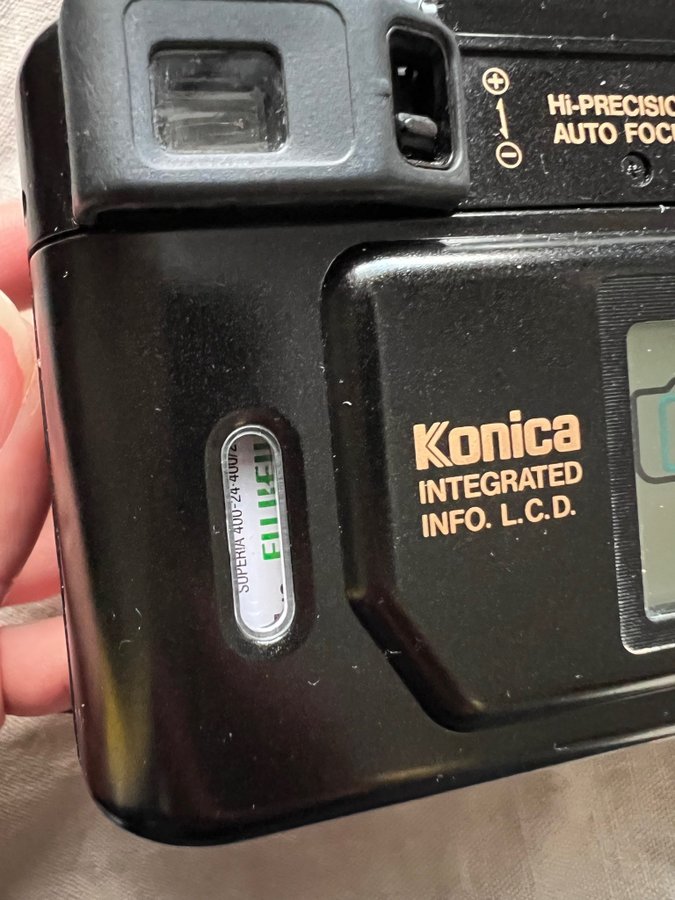 Hi-PRECISIO
AUTO FOCU
Konica
INTEGRATED
INFO. L.C.D.
SUPERIA 400-24·400/2
FUJIFILM